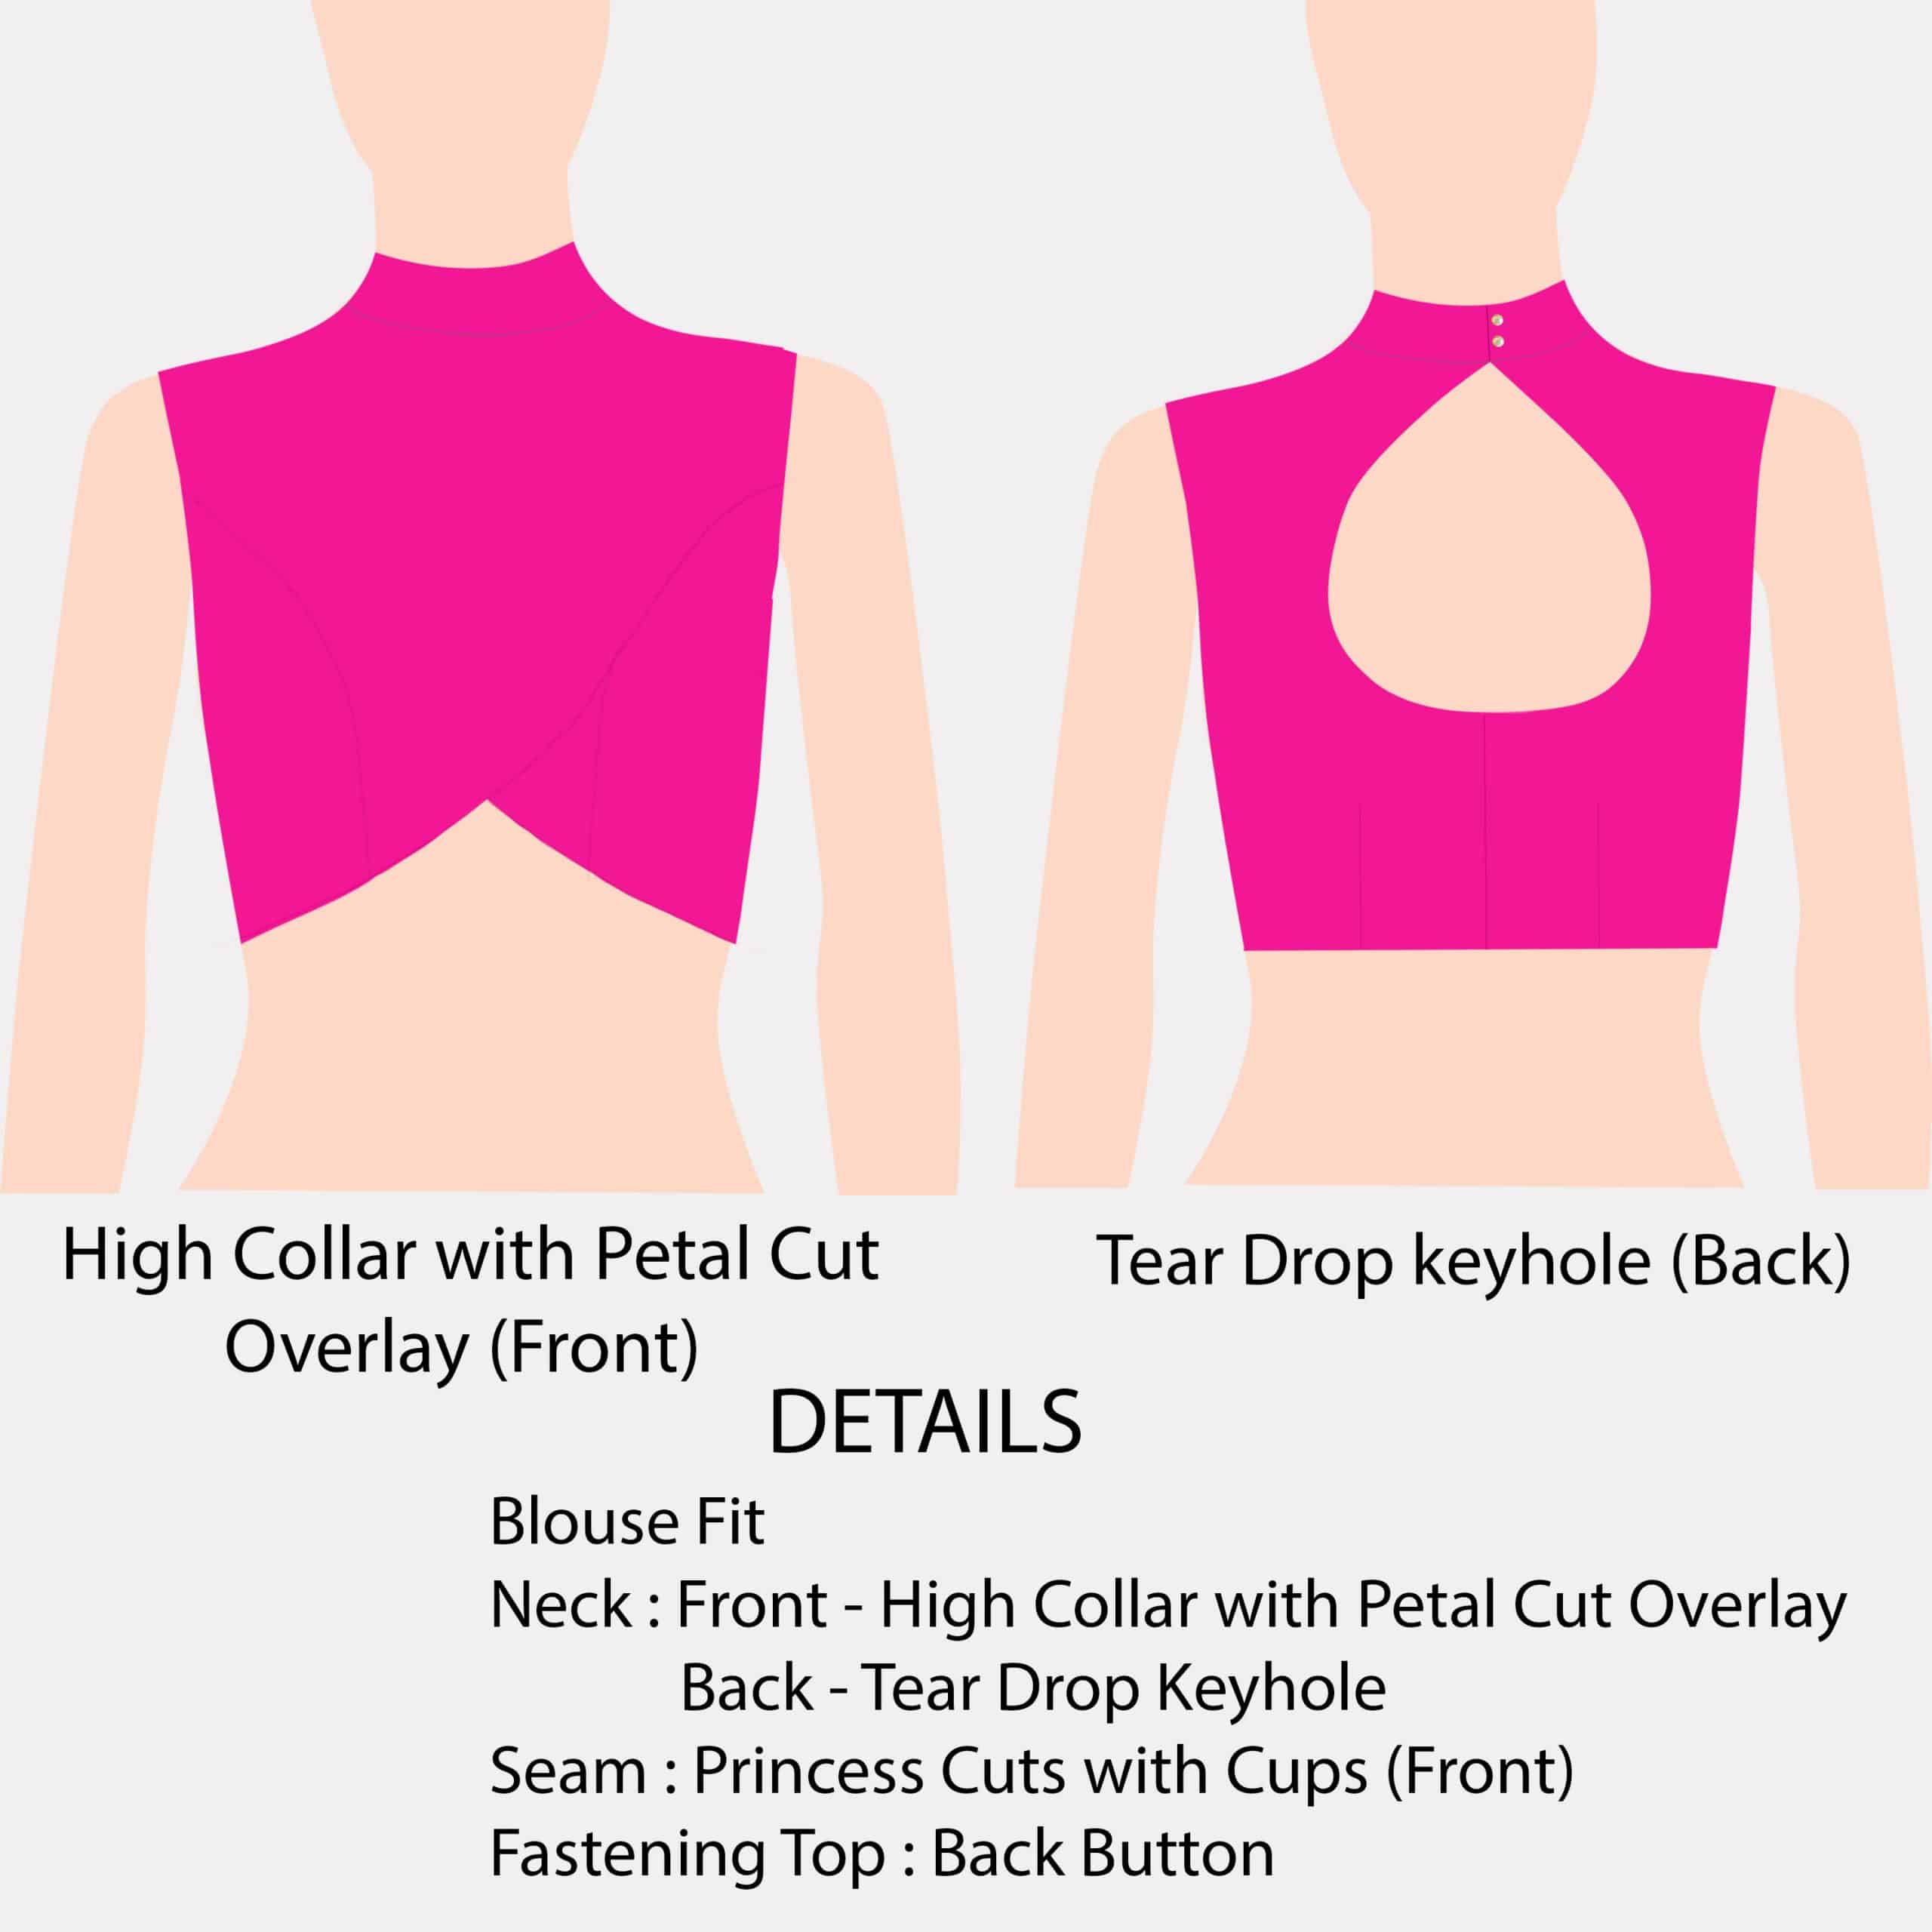 High Collar with Petal Cut
Overlay (Front)
Tear Drop keyhole (Back)
DETAILS
Blouse Fit
Neck : Front - High Collar with Petal Cut Overlay
Back - Tear Drop Keyhole
Seam : Princess Cuts with Cups (Front)
Fastening Top : Back Button